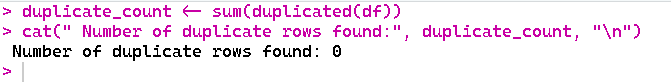 > duplicate_count <- sum(duplicated(df))
> cat(" Number of duplicate rows found:", duplicate_count, "\n")
 Number of duplicate rows found: 0
>